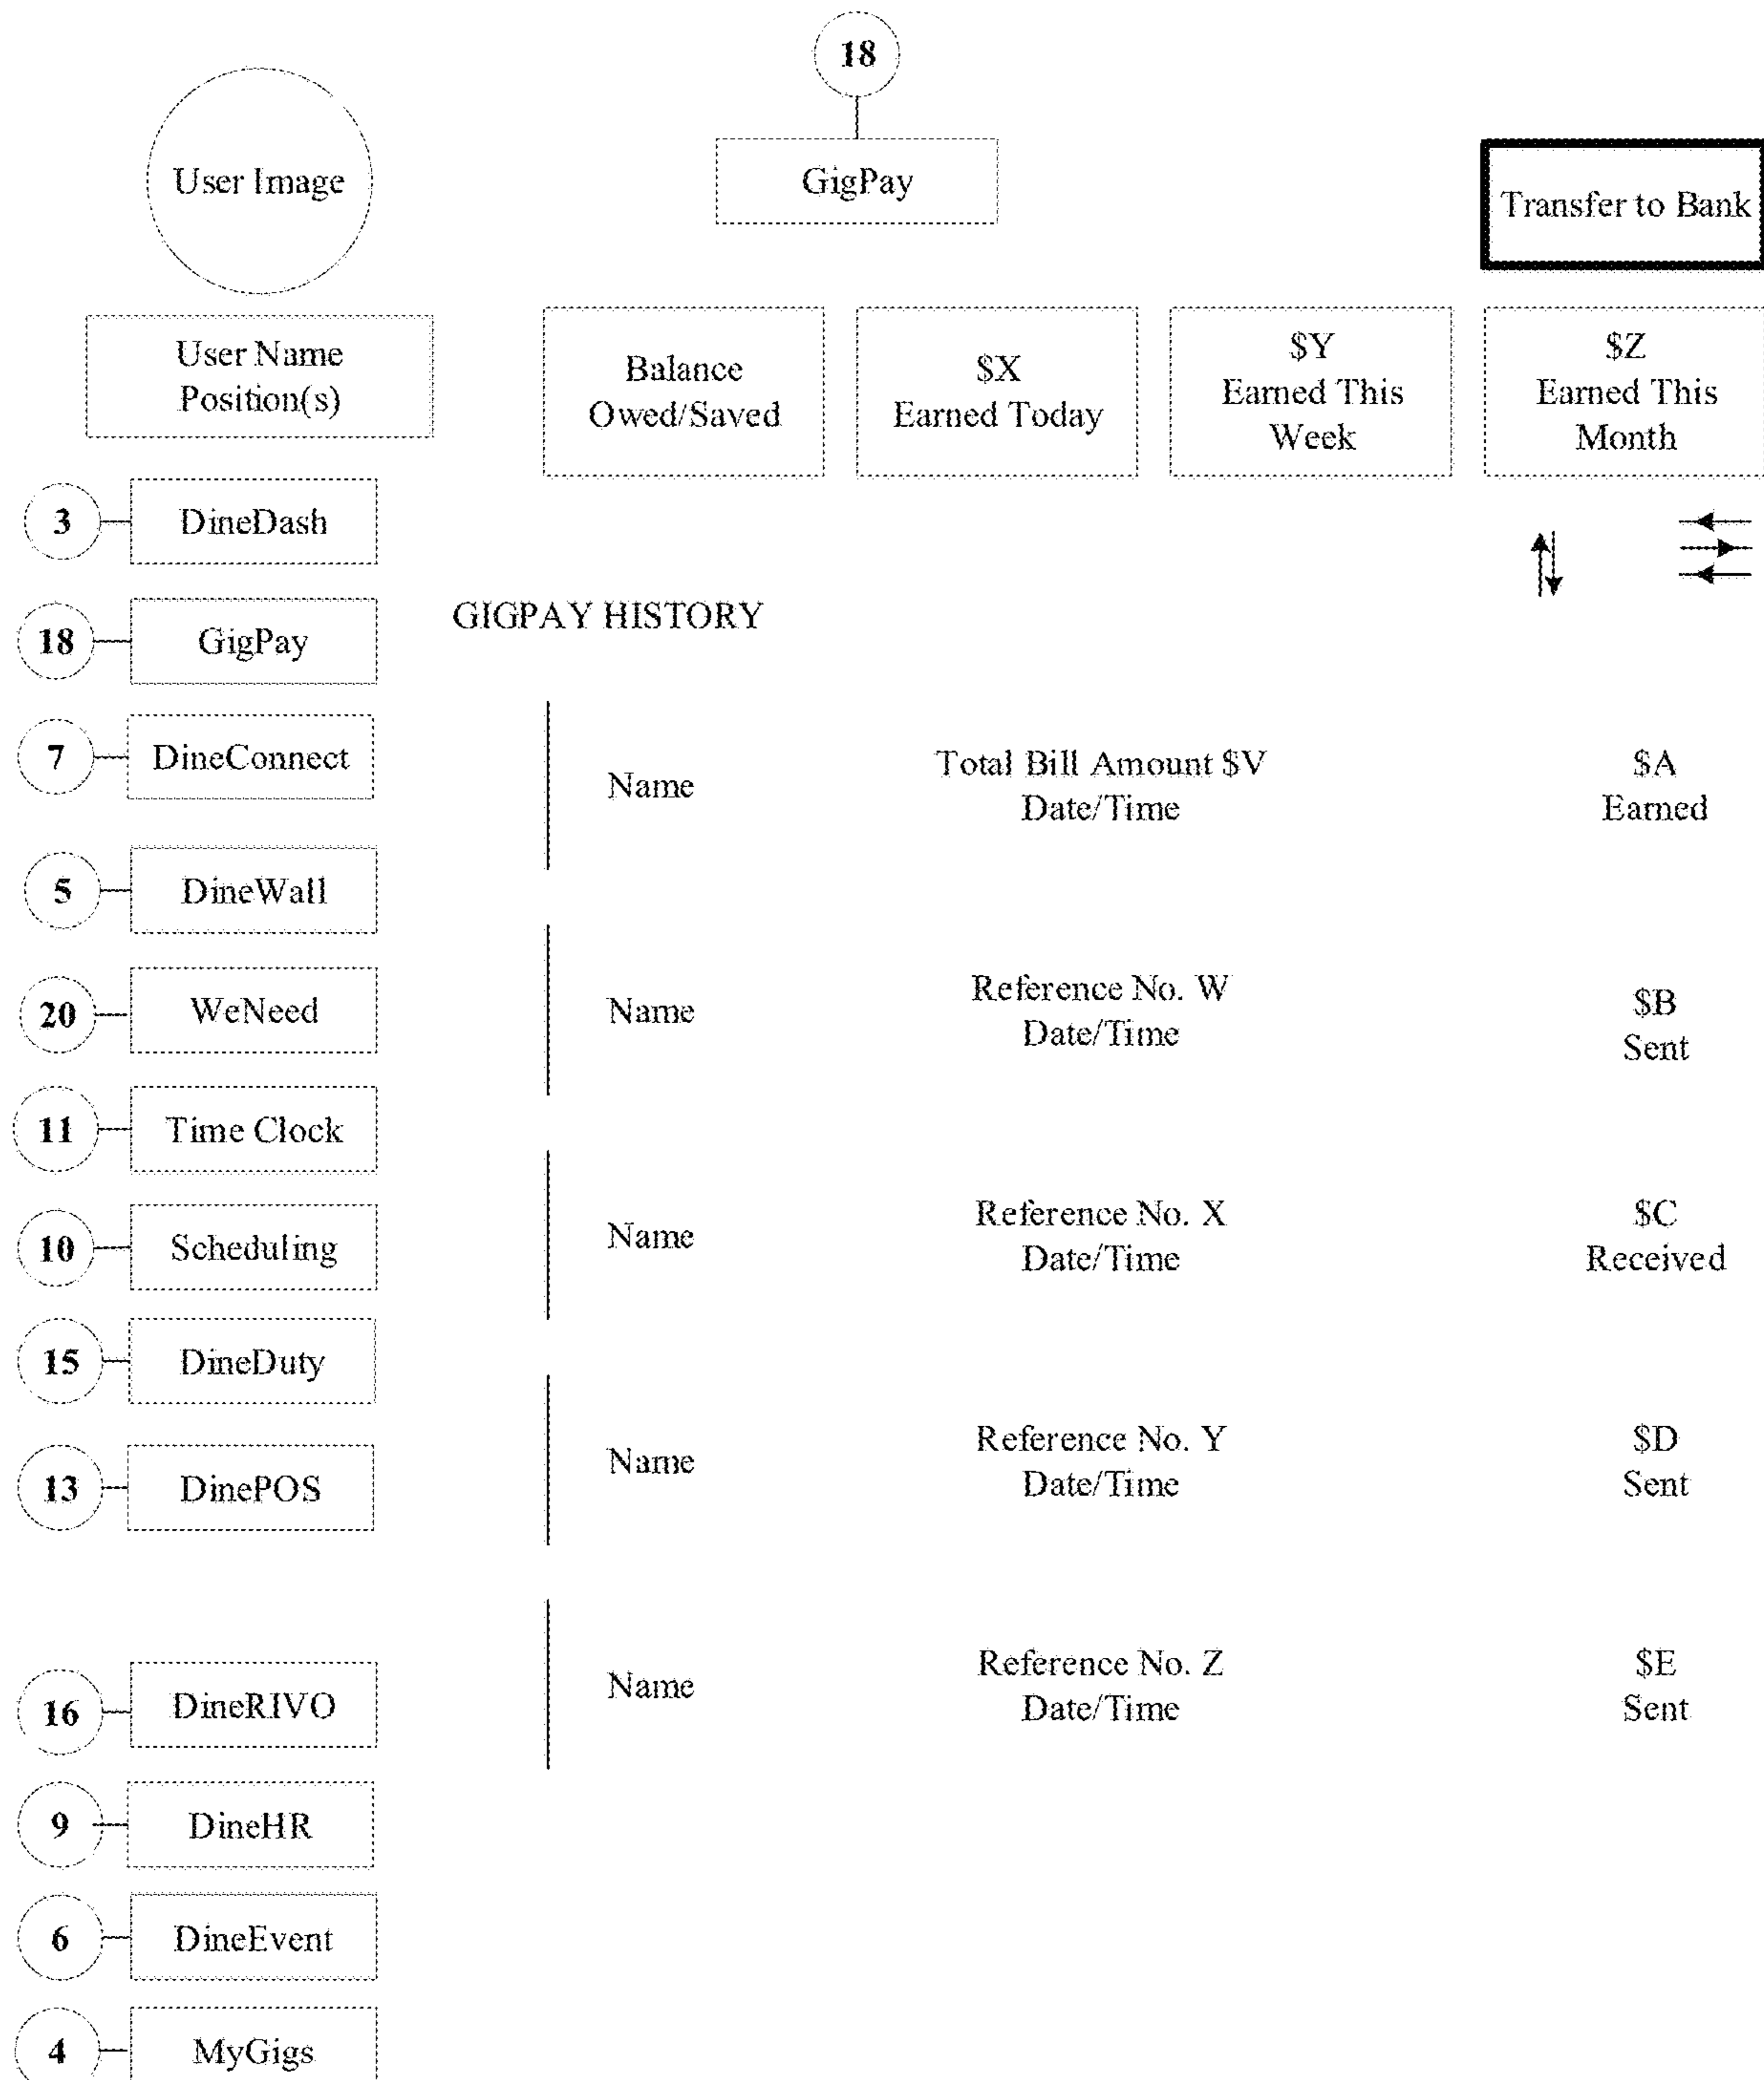 18
User Image
GigPay
Transfer to Bank
User Name
Position(s)
Balance
Owed/Saved
$X
Earned Today
$Y
Earned This
Week
$Z
Earned This
Month
3
DineDash
18
GigPay
GIGPAY HISTORY
7
DineConnect
Name
Total Bill Amount $V
Date/Time
$A
Earned
5
DineWall
20
WeNeed
Name
Reference No. W
Date/Time
$B
Sent
11
Time Clock
10
Scheduling
Name
Reference No. X
Date/Time
$C
Received
15
DineDuty
13
DinePOS
Name
Reference No. Y
Date/Time
$D
Sent
16
DineRIVO
Name
Reference No. Z
Date/Time
$E
Sent
9
DineHR
6
DineEvent
4
MyGigs